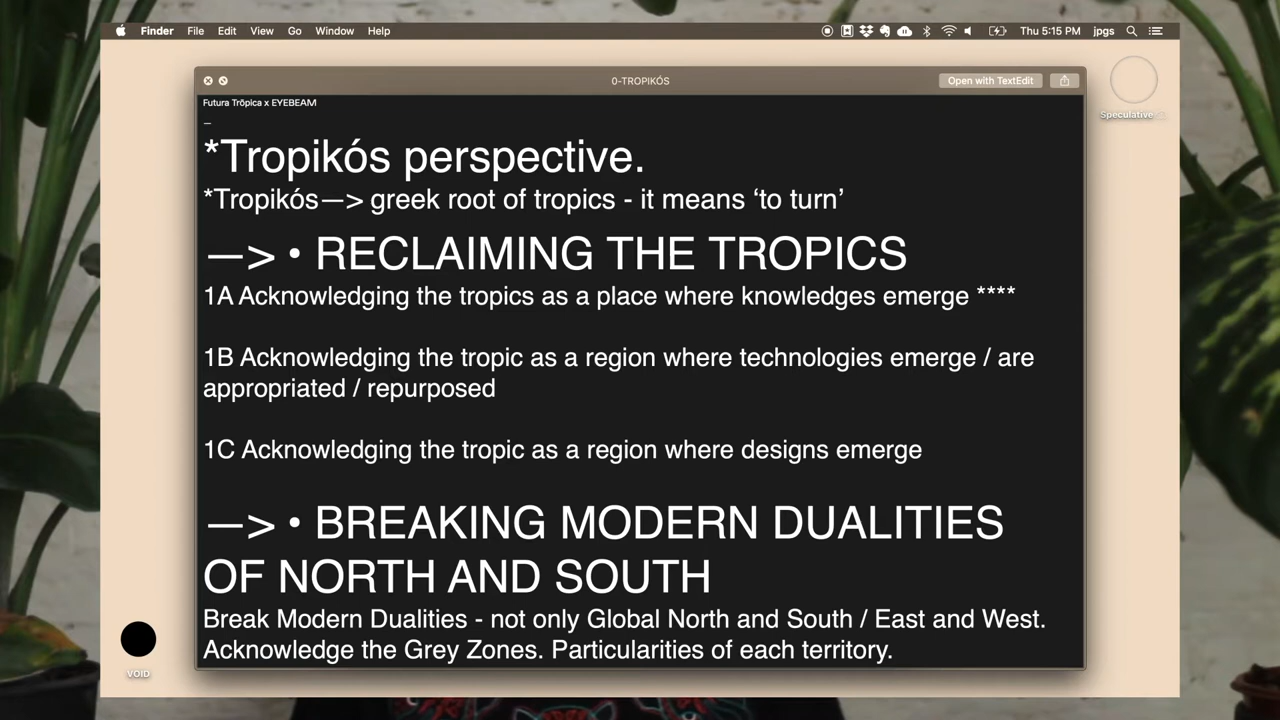 Finder File Edit View Go Window Help Thu 5:15 PM jpgs
0-TROPIKÓS
Open with TextEdit
Futura Trōpica x EYEBEAM
_
*Tropikós perspective.
*Tropikós—> greek root of tropics - it means ‘to turn’
—> • RECLAIMING THE TROPICS
1A Acknowledging the tropics as a place where knowledges emerge ****
1B Acknowledging the tropic as a region where technologies emerge / are
appropriated / repurposed
1C Acknowledging the tropic as a region where designs emerge
—> • BREAKING MODERN DUALITIES
OF NORTH AND SOUTH
Break Modern Dualities - not only Global North and South / East and West.
Acknowledge the Grey Zones. Particularities of each territory.
Speculative
VOID